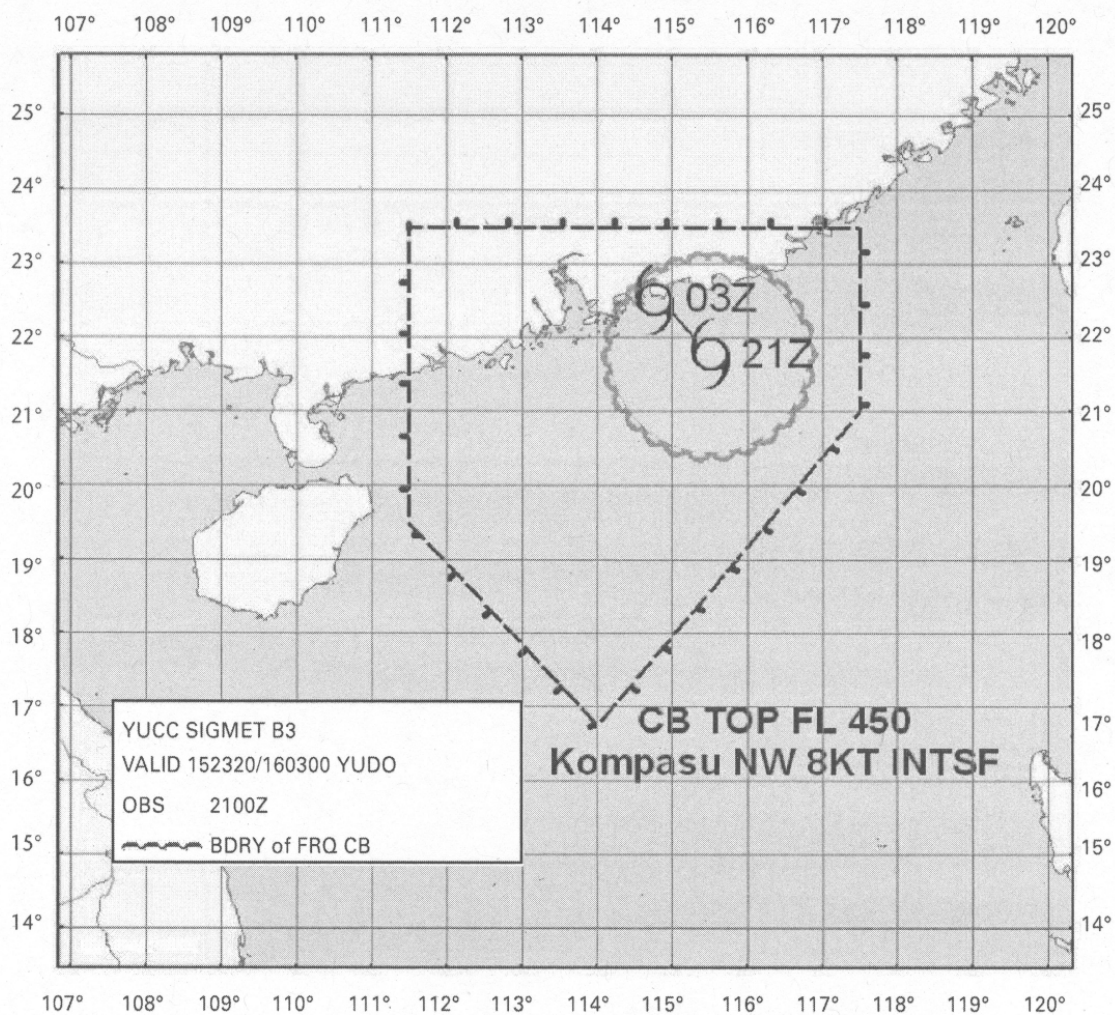 107° 108° 109° 110° 111° 112° 113° 114° 115° 116° 117° 118° 119° 120°
25° 25°
24° 24°
23° 23°
03Z
22° 22°
21Z
21° 21°
20° 20°
19° 19°
18° 18°
17° 17°
CB TOP FL 450
Kompasu NW 8KT INTSF
16° 16°
15° 15°
14° 14°
YUCC SIGMET B3
VALID 152320/160300 YUDO
OBS 2100Z
BDRY of FRQ CB
107° 108° 109° 110° 111° 112° 113° 114° 115° 116° 117° 118° 119° 120°